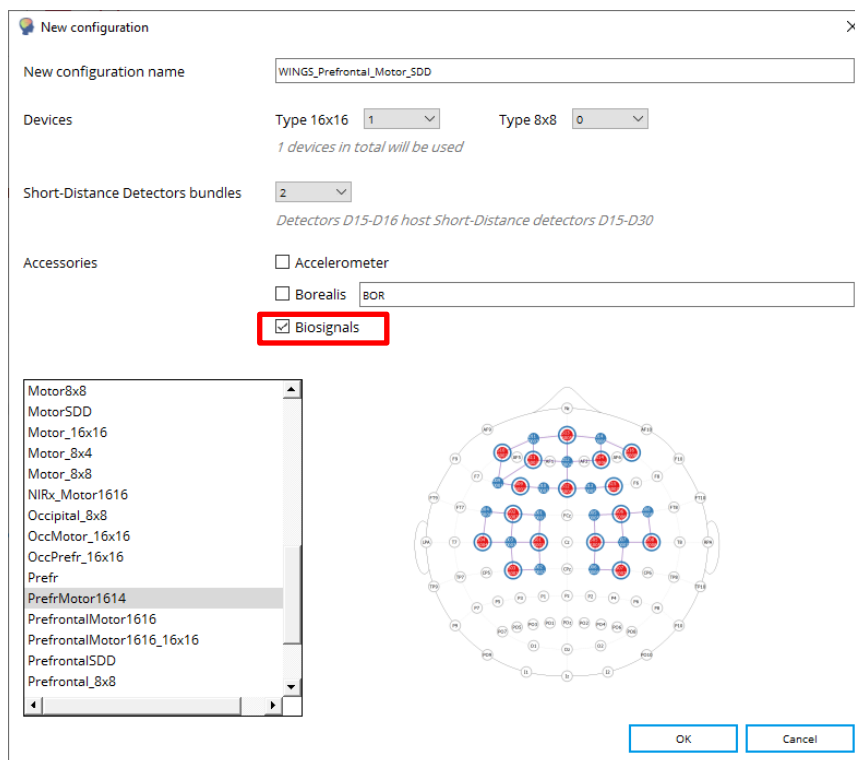 New configuration
New configuration name
WINGS_Prefrontal_Motor_SDD
Devices
Type 16x16
1
Type 8x8
0
1 devices in total will be used
Short-Distance Detectors bundles
2
Detectors D15-D16 host Short-Distance detectors D15-D30
Accessories
Accelerometer
Borealis
BOR
Biosignals
Motor8x8
MotorSDD
Motor_16x16
Motor_8x4
Motor_8x8
NIRx_Motor1616
Occipital_8x8
OccMotor_16x16
OccPrefr_16x16
Prefr
PrefrMotor1614
PrefrontalMotor1616
PrefrontalMotor1616_16x16
PrefrontalSDD
Prefrontal_8x8
OK
Cancel